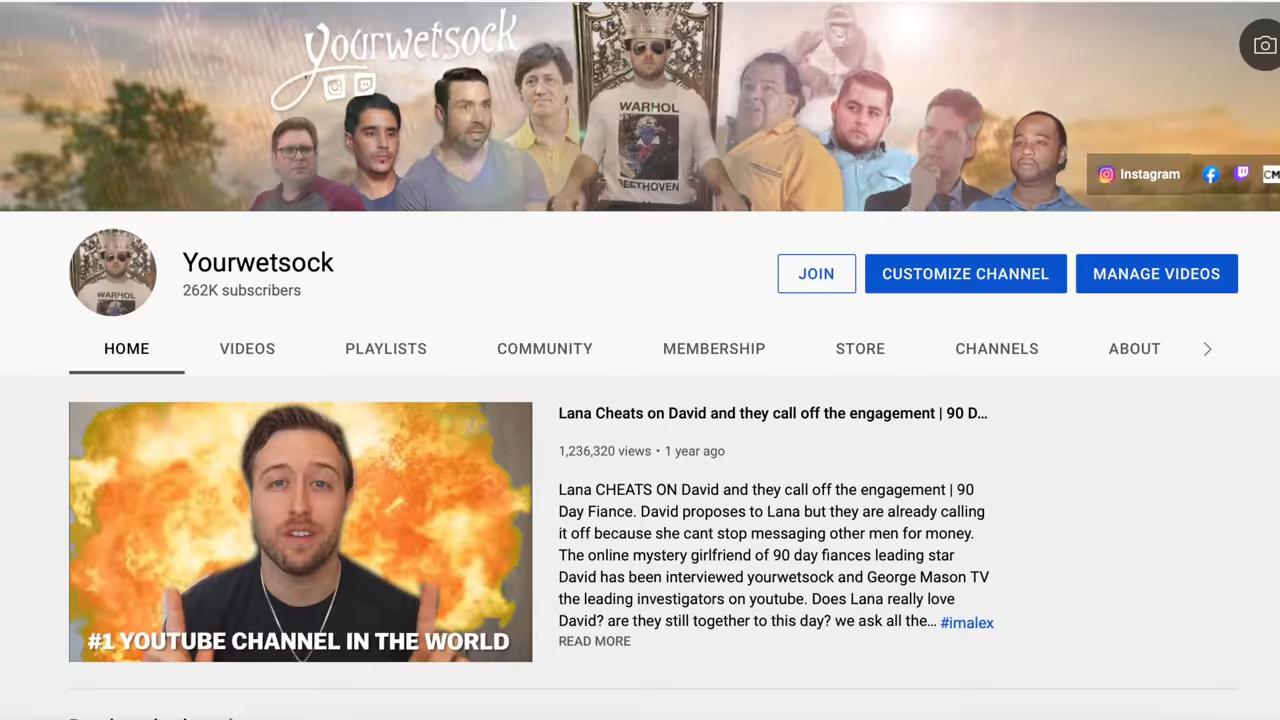 Yourwetsock
WARHOL
BEETHOVEN
Instagram
CM
Yourwetsock
262K subscribers
WARHOL
JOIN
CUSTOMIZE CHANNEL
MANAGE VIDEOS
HOME
VIDEOS
PLAYLISTS
COMMUNITY
MEMBERSHIP
STORE
CHANNELS
ABOUT
#1 YOUTUBE CHANNEL IN THE WORLD
Lana Cheats on David and they call off the engagement | 90 D...
1,236,320 views • 1 year ago
Lana CHEATS ON David and they call off the engagement | 90
Day Fiance. David proposes to Lana but they are already calling
it off because she cant stop messaging other men for money.
The online mystery girlfriend of 90 day fiances leading star
David has been interviewed yourwetsock and George Mason TV
the leading investigators on youtube. Does Lana really love
David? are they still together to this day? we ask all the... #imalex
READ MORE